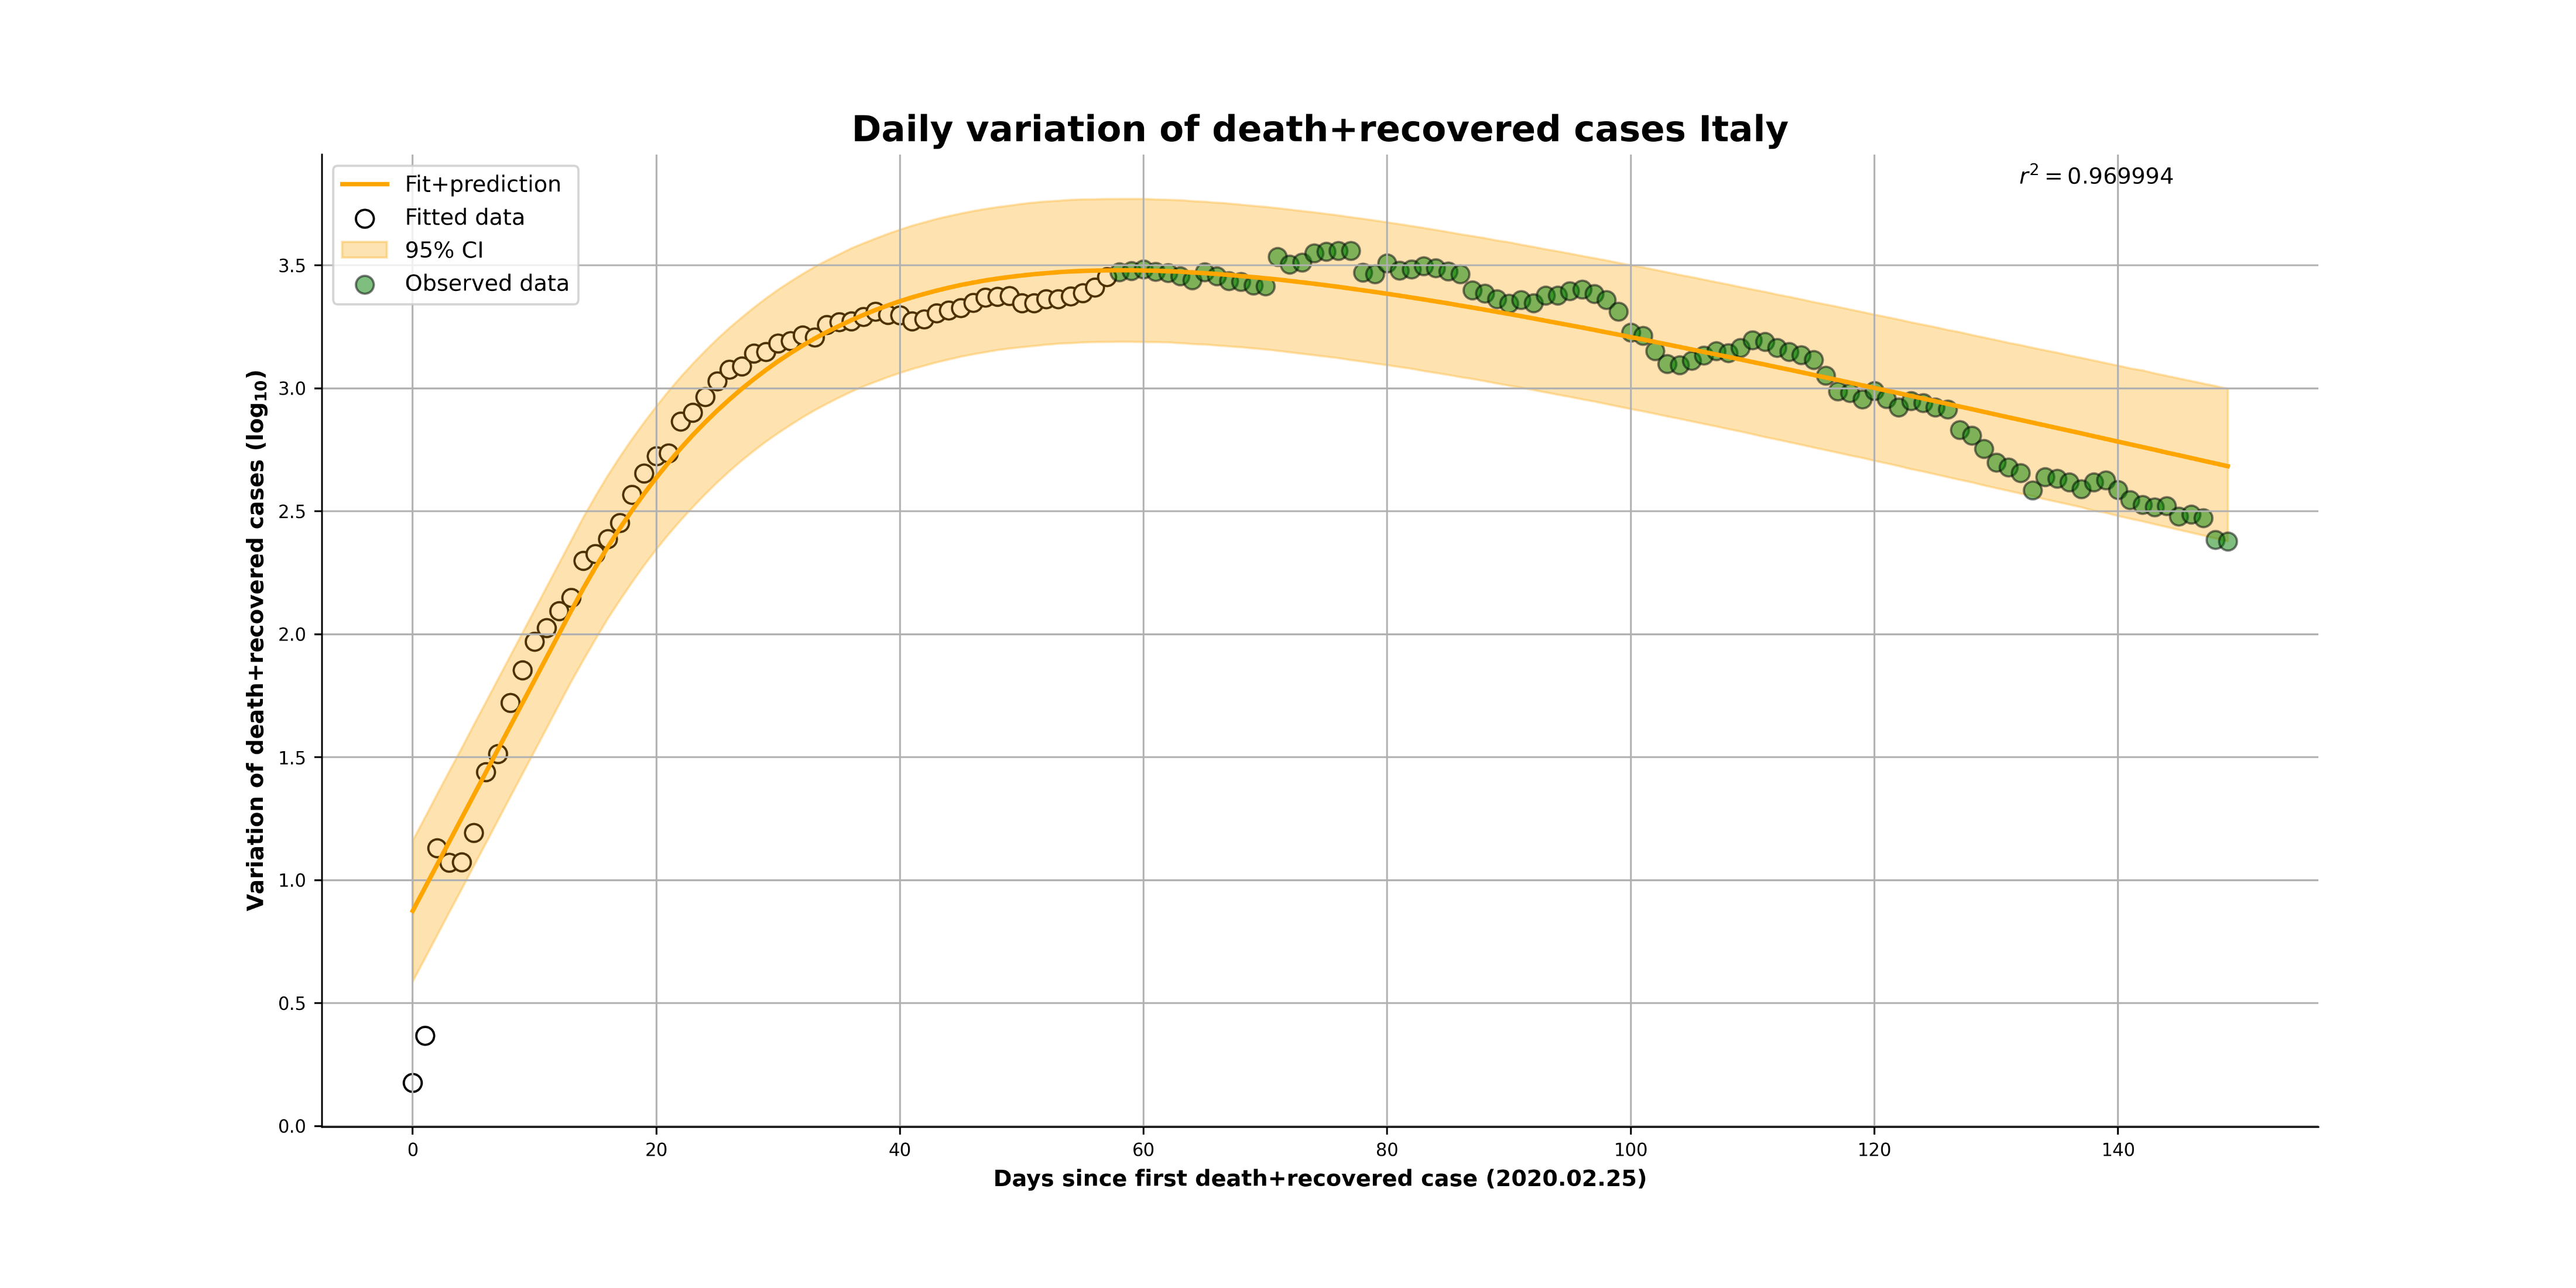 Daily variation of death+recovered cases Italy
Fit+prediction
Fitted data
95% CI
Observed data
r² = 0.969994
Variation of death+recovered cases (log₁₀)
3.5
3.0
2.5
2.0
1.5
1.0
0.5
0.0
0 20 40 60 80 100 120 140
Days since first death+recovered case (2020.02.25)